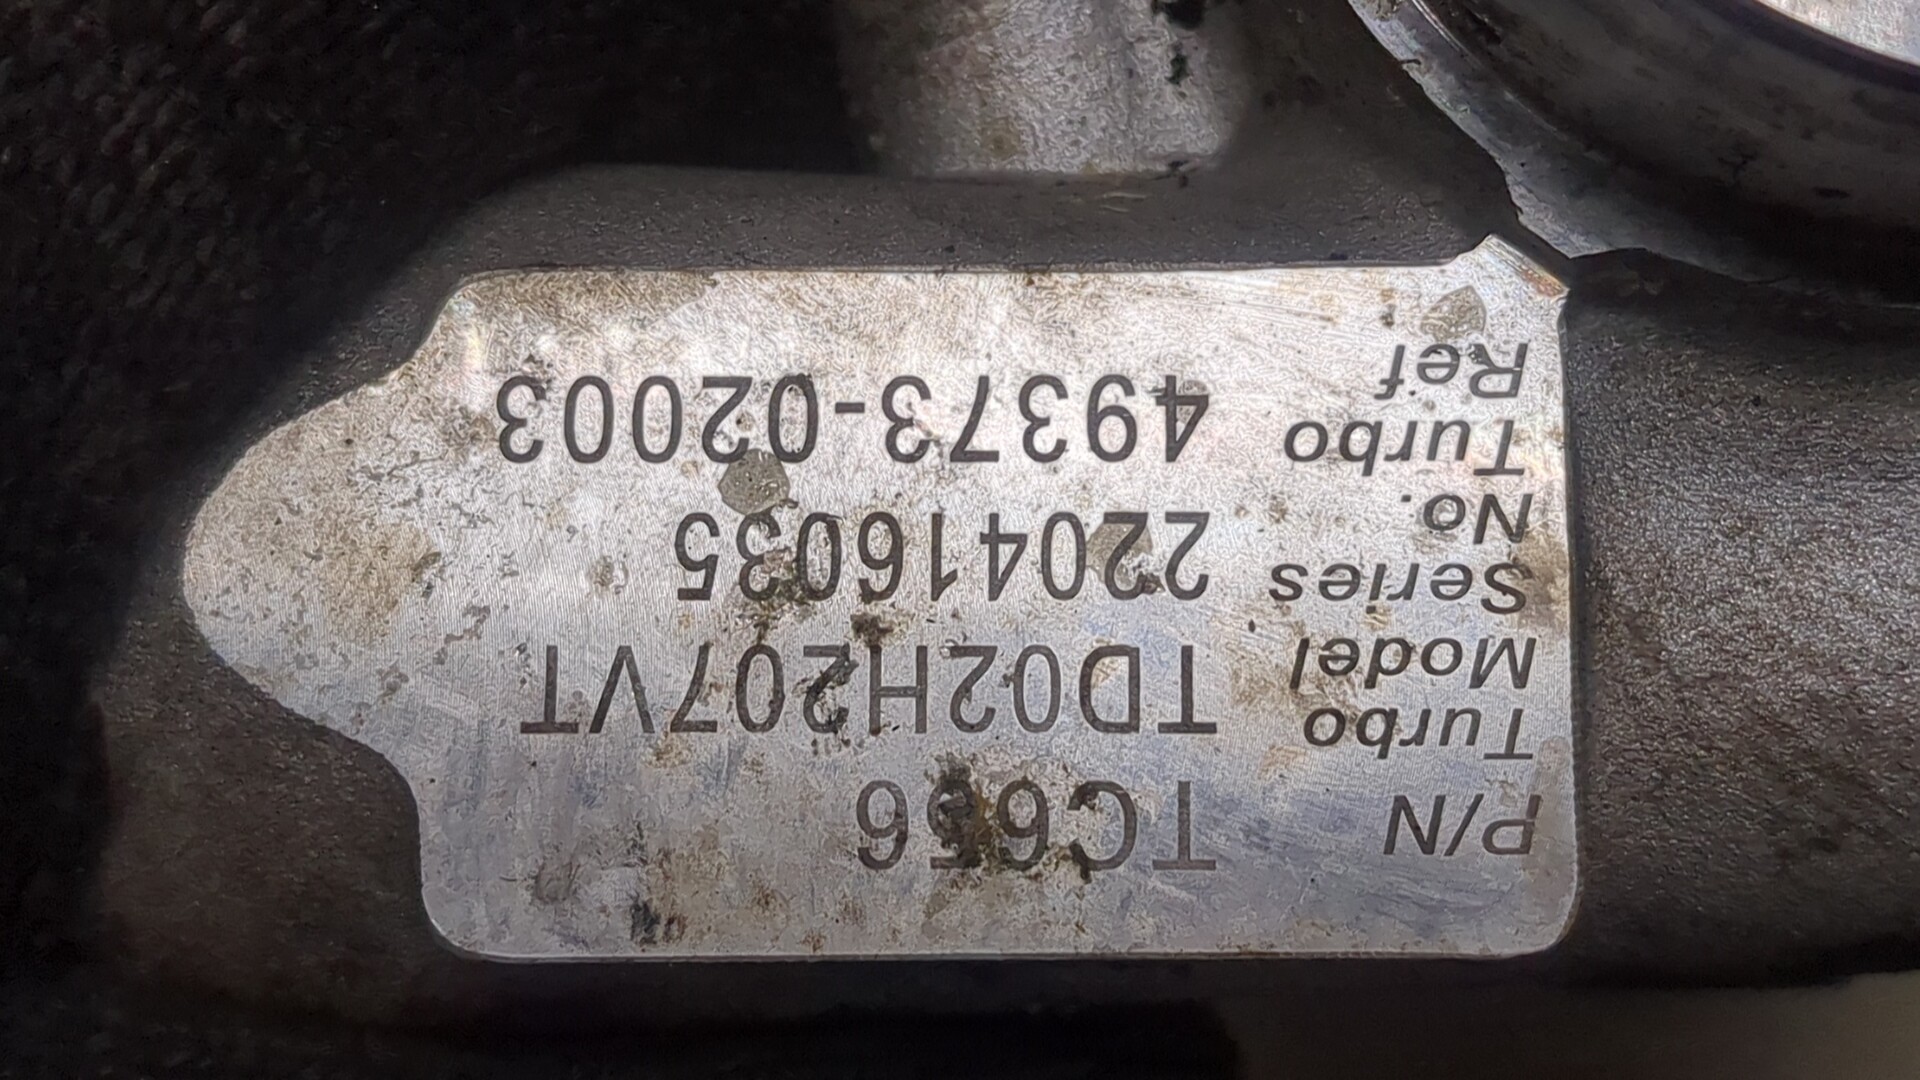 P/N TC656
Turbo Model TD02H207VT
Series No. 220416035
Turbo Ref 49373-02003